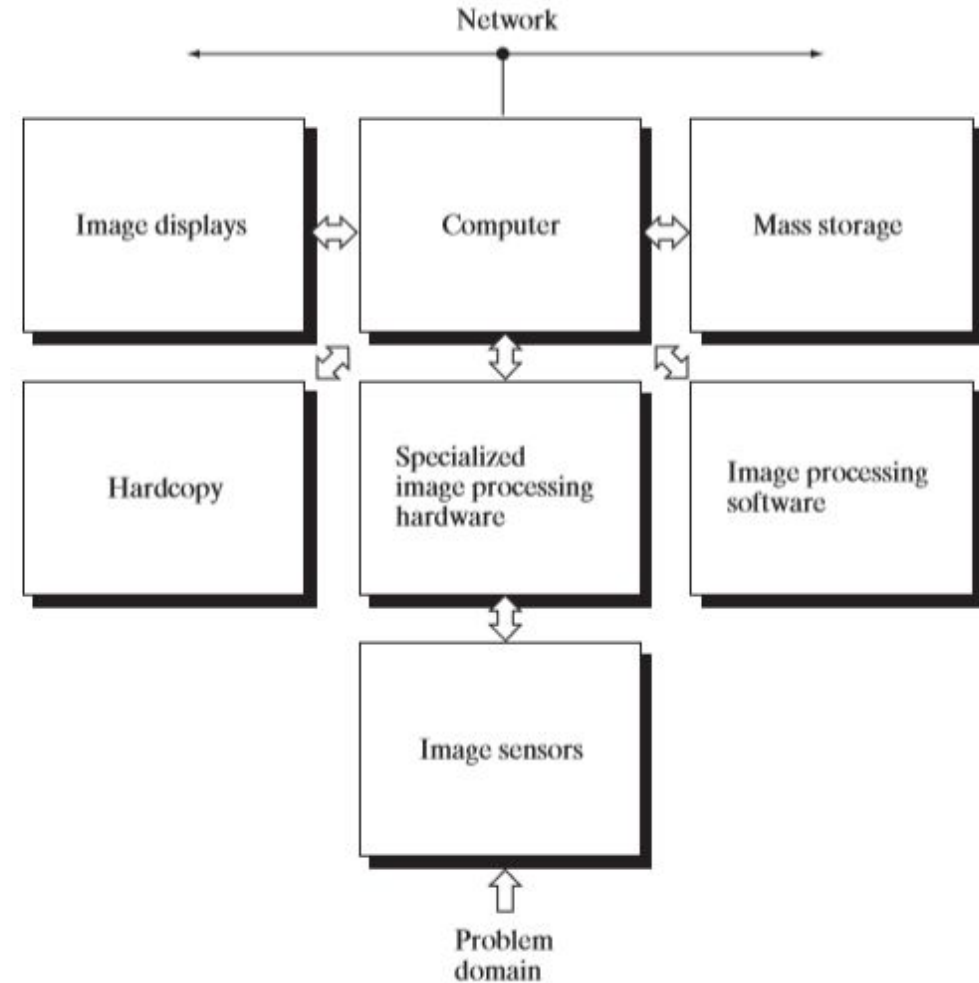 Network
Image displays
Computer
Mass storage
Hardcopy
Specialized
image processing
hardware
Image processing
software
Image sensors
Problem
domain